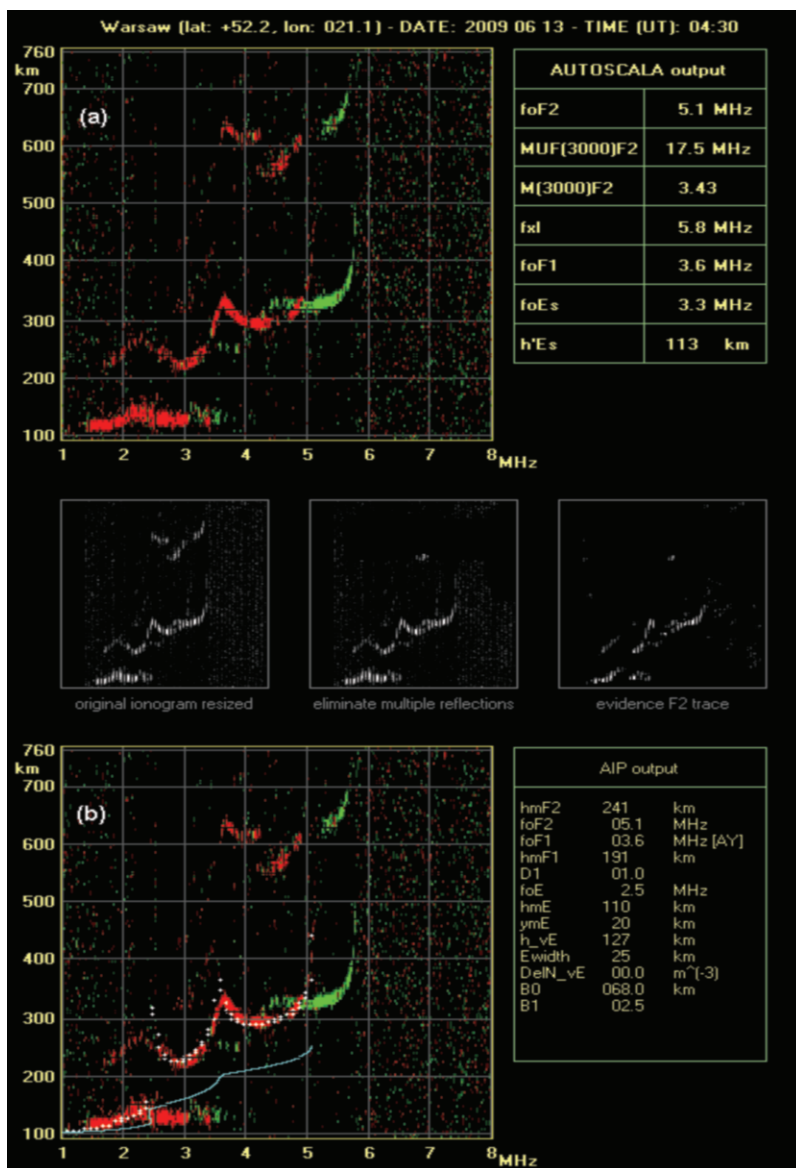 Warsaw (lat: +52.2, lon: 021.1) - DATE: 2009 06 13 - TIME (UT): 04:30
760
km
700
600
500
400
300
200
100
(a)
1 2 3 4 5 6 7 8 MHz
AUTOSCALA output
foF2 5.1 MHz
MUF(3000)F2 17.5 MHz
M(3000)F2 3.43
fxI 5.8 MHz
foF1 3.6 MHz
foEs 3.3 MHz
h'Es 113 km
original ionogram resized
eliminate multiple reflections
evidence F2 trace
760
km
700
600
500
400
300
200
100
(b)
1 2 3 4 5 6 7 8 MHz
AIP output
hmF2 241 km
foF2 05.1 MHz
foF1 03.6 MHz [AY]
hmF1 191 km
D1 01.0
foE 2.5 MHz
hmE 110 km
ymE 20 km
h_vE 127 km
Ewidth 25 km
DelN_vE 00.0 m^(-3)
B0 068.0 km
B1 02.5